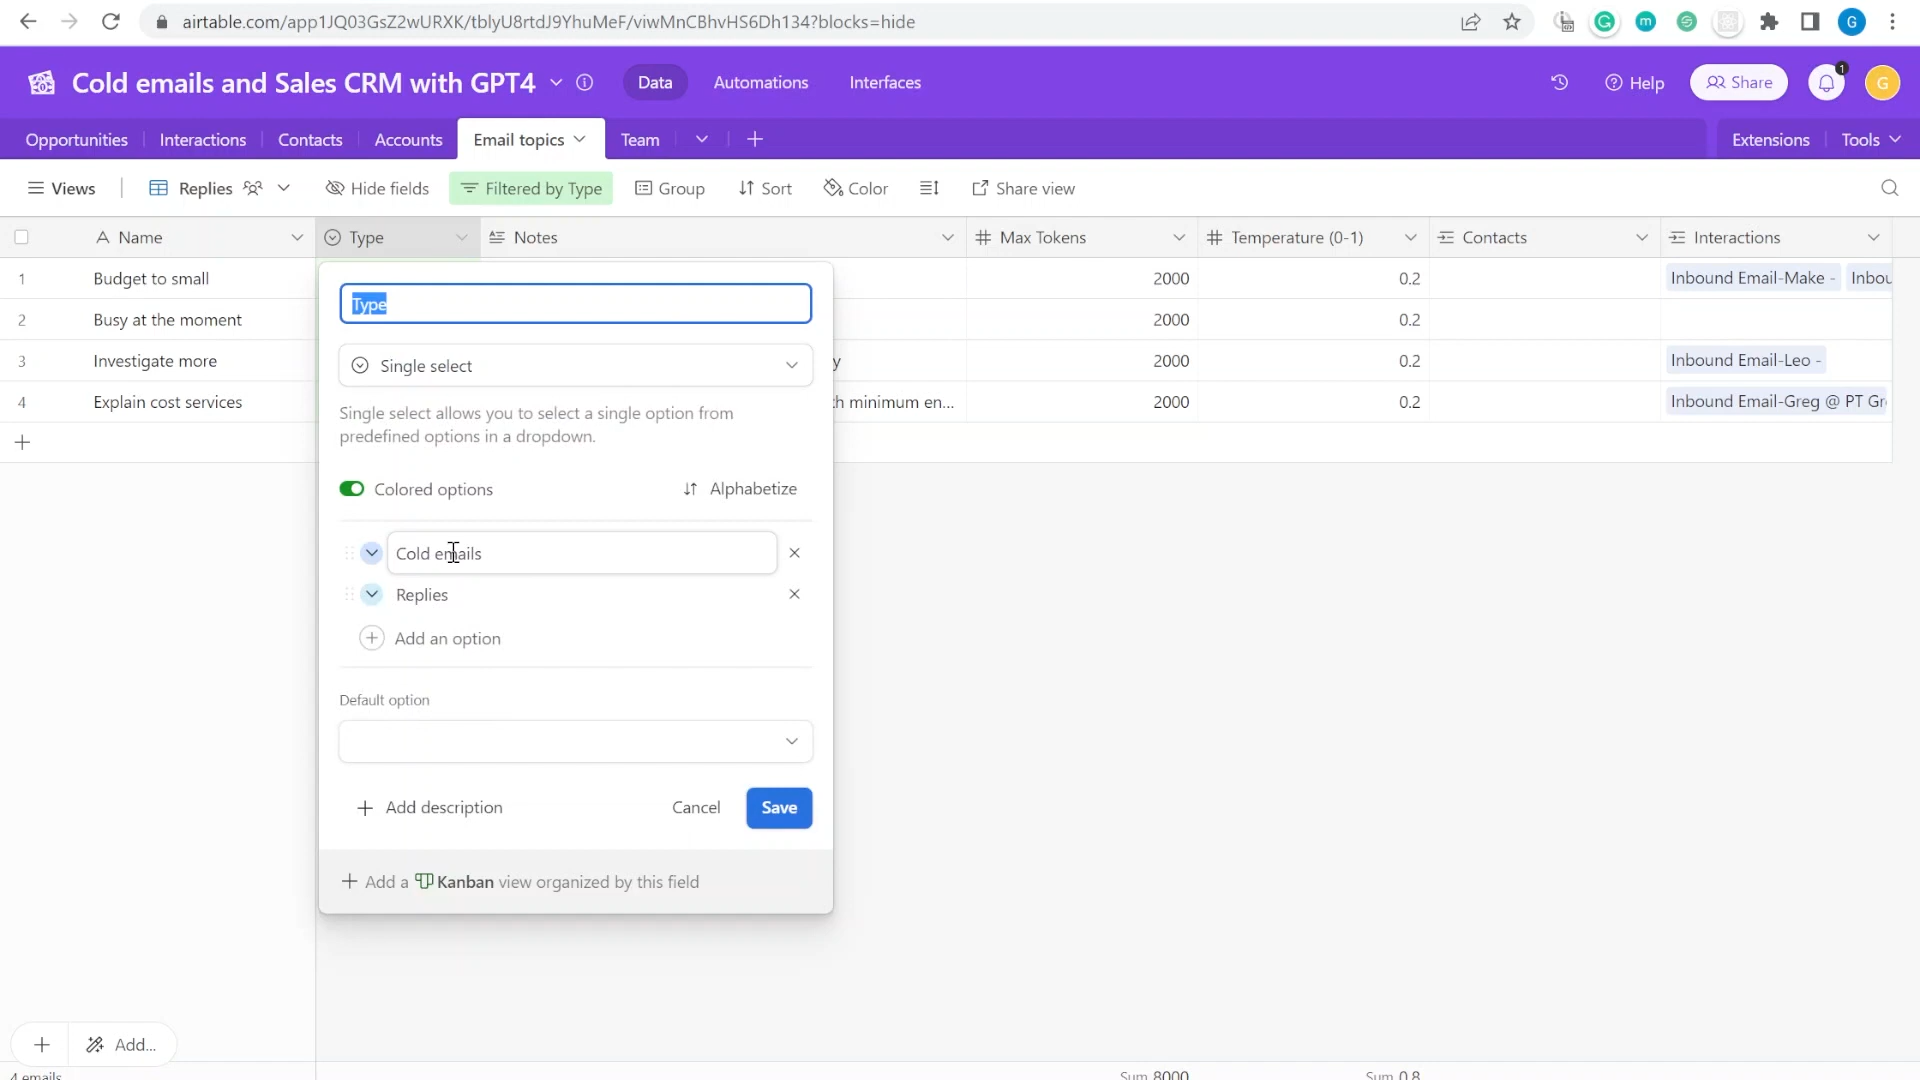 airtable.com/app1JQ03GsZ2wURXK/tblyU8rtdJ9YhuMeF/viwMnCBhvHS6Dh134?blocks=hide
m
G
Cold emails and Sales CRM with GPT4
Data
Automations
Interfaces
Help
Share
1
G
Opportunities
Interactions
Contacts
Accounts
Email topics
Team
Extensions
Tools
Views
Replies
Hide fields
Filtered by Type
Group
Sort
Color
Share view
Name
Type
Notes
Max Tokens
Temperature (0-1)
Contacts
Interactions
1 Budget to small 2000 0.2 Inbound Email-Make - Inbou
2 Busy at the moment 2000 0.2
3 Investigate more y 2000 0.2 Inbound Email-Leo -
4 Explain cost services h minimum en... 2000 0.2 Inbound Email-Greg @ PT Gr
Type
Single select
Single select allows you to select a single option from
predefined options in a dropdown.
Colored options
Alphabetize
Cold emails
Replies
Add an option
Default option
Add description
Cancel
Save
Add a Kanban view organized by this field
Add...
4 emails
Sum 8000
Sum 0.8